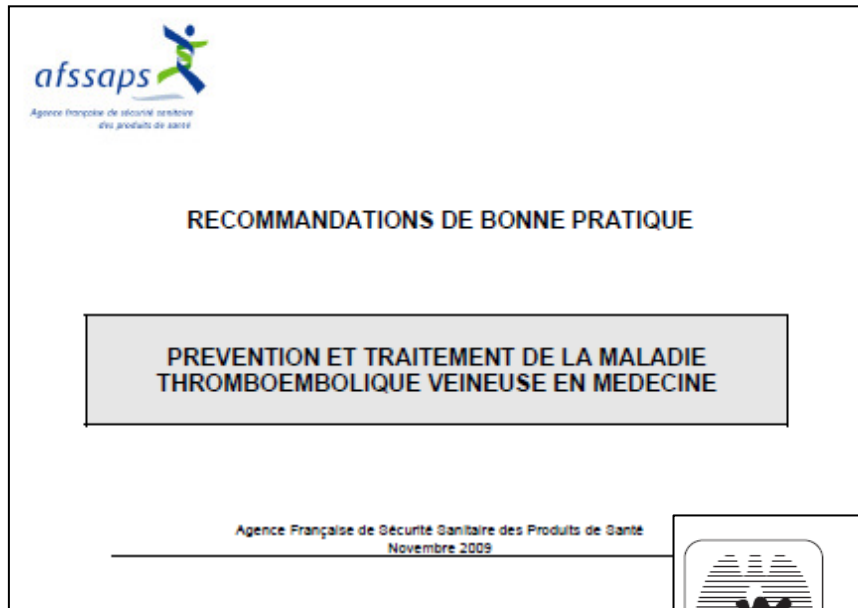 afssaps
Agence française de sécurité sanitaire
des produits de santé
RECOMMANDATIONS DE BONNE PRATIQUE
PREVENTION ET TRAITEMENT DE LA MALADIE
THROMBOEMBOLIQUE VEINEUSE EN MEDECINE
Agence Française de Sécurité Sanitaire des Produits de Santé
Novembre 2009